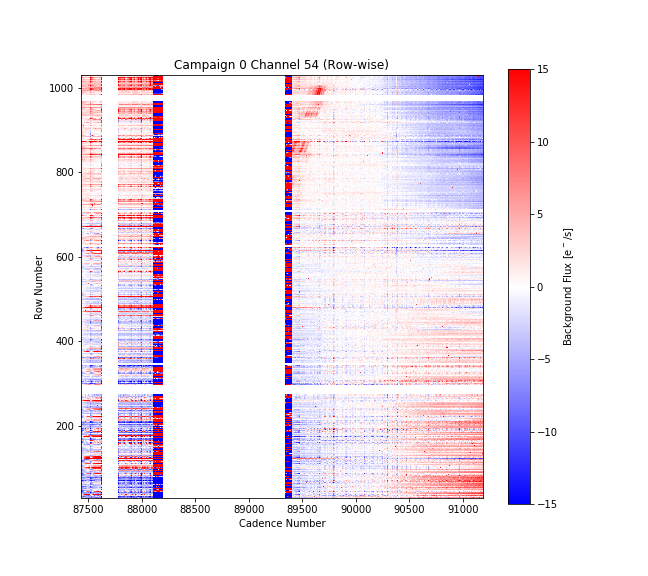 Campaign 0 Channel 54 (Row-wise)
Row Number
1000
800
600
400
200
87500 88000 88500 89000 89500 90000 90500 91000
Cadence Number
15
10
5
0
−5
−10
−15
Background Flux [e⁻/s]